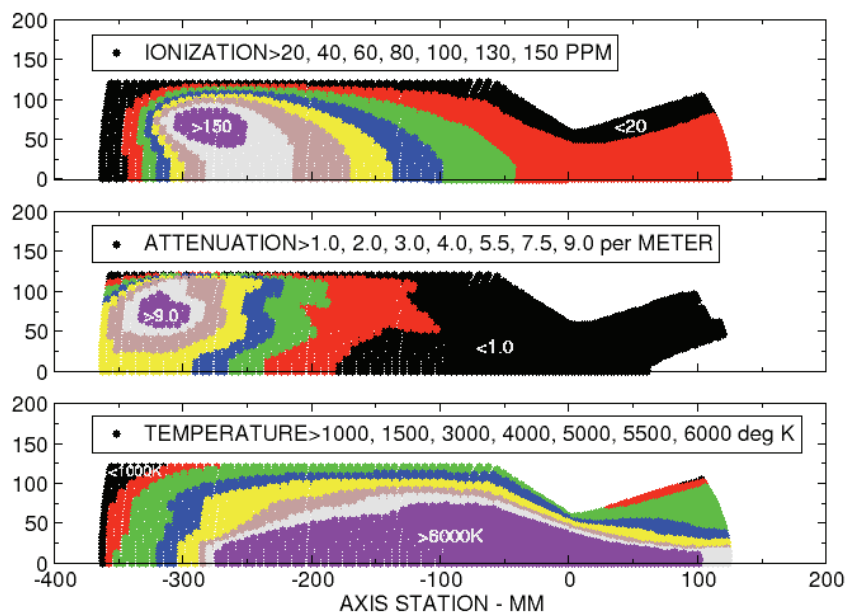 200
150
100
50
0
IONIZATION>20, 40, 60, 80, 100, 130, 150 PPM
>150
<20
200
150
100
50
0
ATTENUATION>1.0, 2.0, 3.0, 4.0, 5.5, 7.5, 9.0 per METER
>9.0
<1.0
200
150
100
50
0
TEMPERATURE>1000, 1500, 3000, 4000, 5000, 5500, 6000 deg K
<1000K
>6000K
-400 -300 -200 -100 0 100 200
AXIS STATION - MM